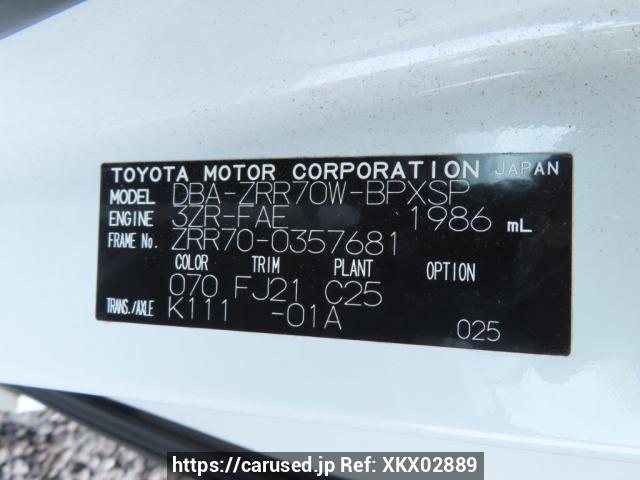 TOYOTA MOTOR CORPORATION JAPAN
MODEL DBA-ZRR70W-BPXSP
ENGINE 3ZR-FAE 1986 mL
FRAME No. ZRR70-0357681
COLOR TRIM PLANT OPTION
070 FJ21 C25
TRANS./AXLE K111 -01A
025
https://carused.jp Ref: XKX02889